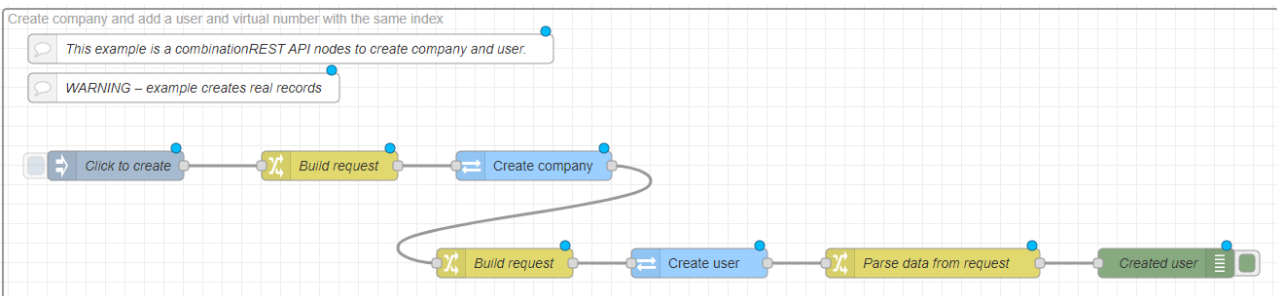 Create company and add a user and virtual number with the same index
This example is a combinationREST API nodes to create company and user.
WARNING – example creates real records
Click to create
Build request
Create company
Build request
Create user
Parse data from request
Created user